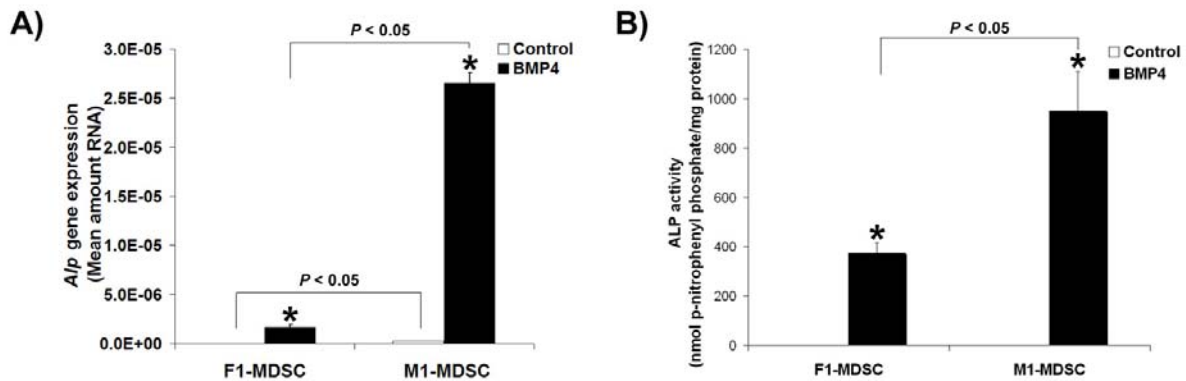 A)
P < 0.05
Control
BMP4
3.0E-05
2.5E-05
2.0E-05
1.5E-05
1.0E-05
5.0E-06
0.0E+00
Alp gene expression
(Mean amount RNA)
*
P < 0.05
*
F1-MDSC
M1-MDSC
B)
P < 0.05
Control
BMP4
1200
1000
800
600
400
200
0
ALP activity
(nmol p-nitrophenyl phosphate/mg protein)
*
*
F1-MDSC
M1-MDSC